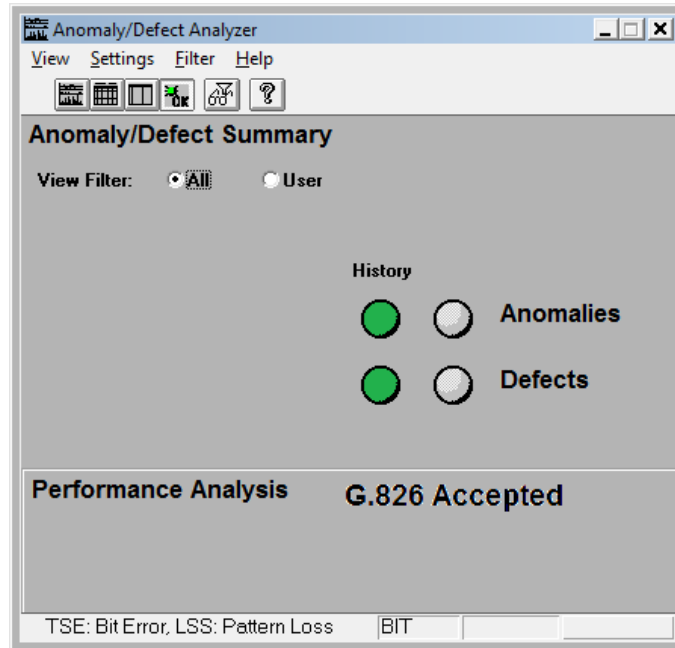 Anomaly/Defect Analyzer
View Settings Filter Help
OK ?
Anomaly/Defect Summary
View Filter: All User
History
Anomalies
Defects
Performance Analysis G.826 Accepted
TSE: Bit Error, LSS: Pattern Loss BIT